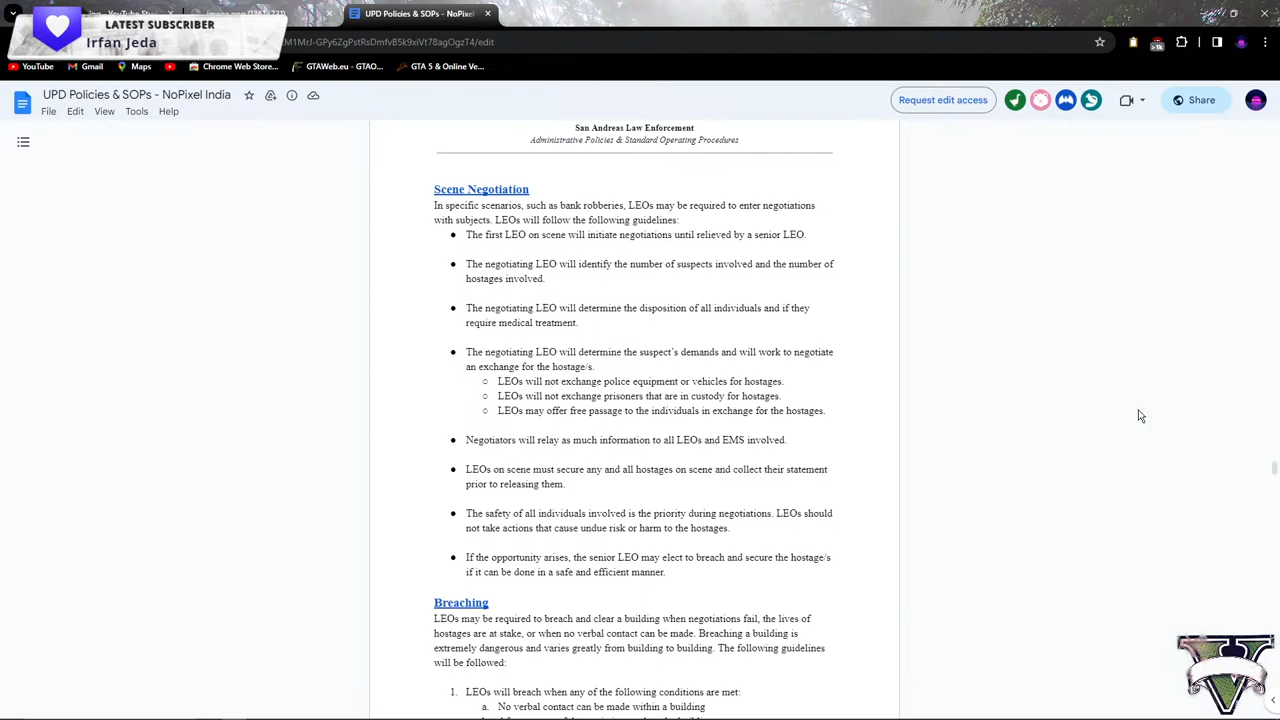 LATEST SUBSCRIBER
Irfan Jeda
UPD Policies & SOPs - NoPixel
M1MrJ-GPy6ZgPstRsDmfvB5k9xiVt78agOgzT4/edit
YouTube
Gmail
Maps
Chrome Web Store...
GTAWeb.eu - GTAO...
GTA 5 & Online Ve...
UPD Policies & SOPs - NoPixel India
File Edit View Tools Help
Request edit access
Share
San Andreas Law Enforcement
Administrative Policies & Standard Operating Procedures
Scene Negotiation
In specific scenarios, such as bank robberies, LEOs may be required to enter negotiations
with subjects. LEOs will follow the following guidelines:
● The first LEO on scene will initiate negotiations until relieved by a senior LEO.
● The negotiating LEO will identify the number of suspects involved and the number of
hostages involved.
● The negotiating LEO will determine the disposition of all individuals and if they
require medical treatment.
● The negotiating LEO will determine the suspect's demands and will work to negotiate
an exchange for the hostage/s.
○ LEOs will not exchange police equipment or vehicles for hostages.
○ LEOs will not exchange prisoners that are in custody for hostages.
○ LEOs may offer free passage to the individuals in exchange for the hostages.
● Negotiators will relay as much information to all LEOs and EMS involved.
● LEOs on scene must secure any and all hostages on scene and collect their statement
prior to releasing them.
● The safety of all individuals involved is the priority during negotiations. LEOs should
not take actions that cause undue risk or harm to the hostages.
● If the opportunity arises, the senior LEO may elect to breach and secure the hostage/s
if it can be done in a safe and efficient manner.
Breaching
LEOs may be required to breach and clear a building when negotiations fail, the lives of
hostages are at stake, or when no verbal contact can be made. Breaching a building is
extremely dangerous and varies greatly from building to building. The following guidelines
will be followed:
1. LEOs will breach when any of the following conditions are met:
a. No verbal contact can be made within a building